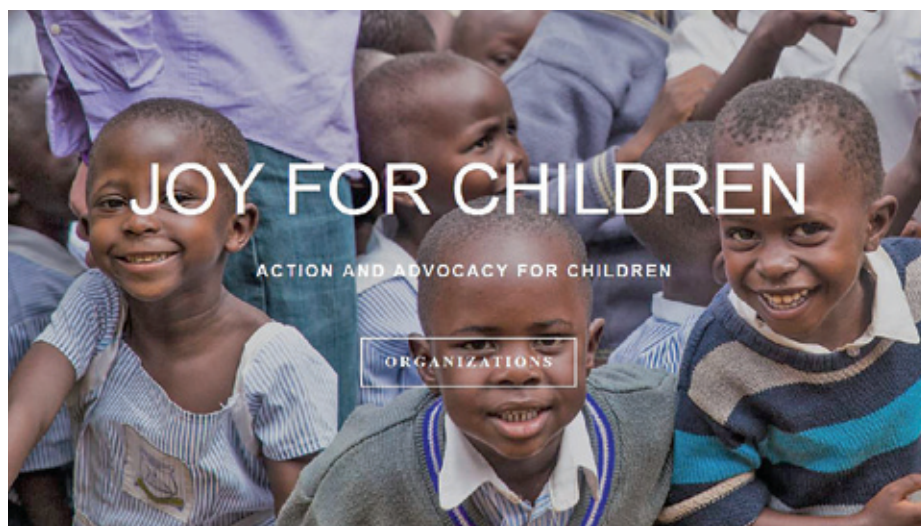 JOY FOR CHILDREN
ACTION AND ADVOCACY FOR CHILDREN
ORGANIZATIONS